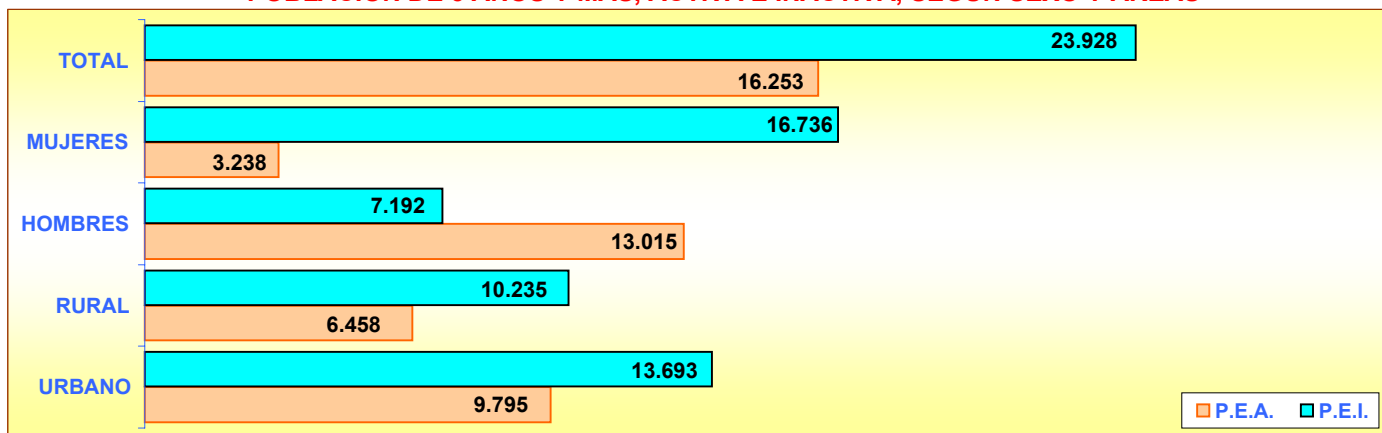 TOTAL
23.928
16.253
MUJERES
16.736
3.238
HOMBRES
7.192
13.015
RURAL
10.235
6.458
URBANO
13.693
9.795
P.E.A. P.E.I.